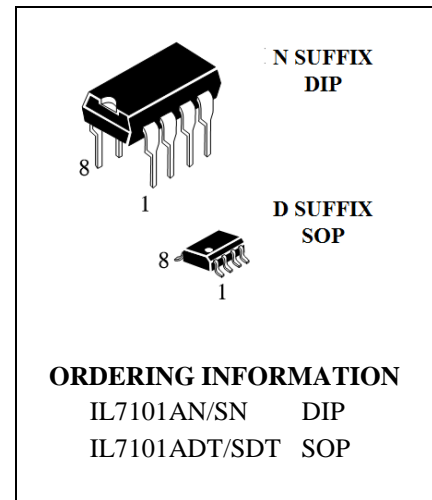 N SUFFIX
DIP
8
1
D SUFFIX
SOP
8
1
ORDERING INFORMATION
IL7101AN/SN DIP
IL7101ADT/SDT SOP